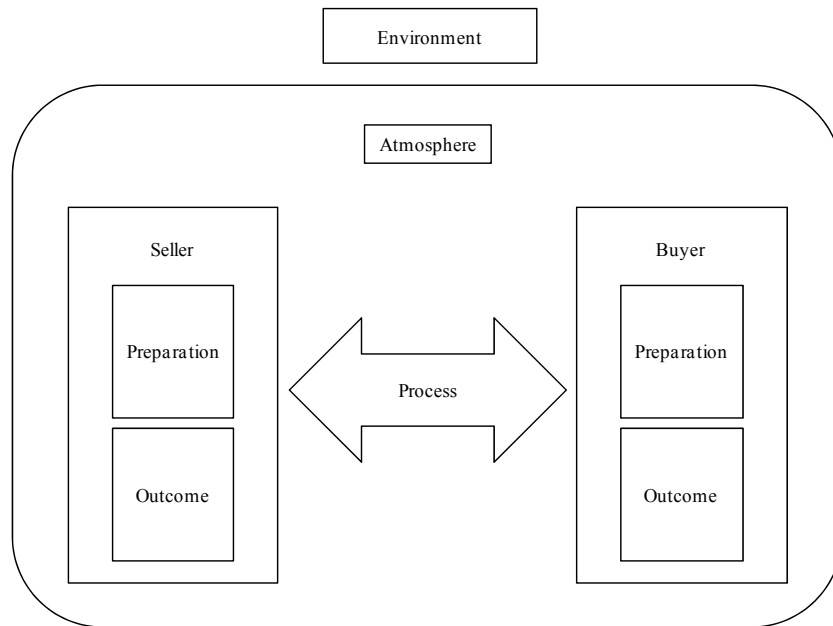 Environment
Atmosphere
Seller
Preparation
Outcome
Process
Buyer
Preparation
Outcome